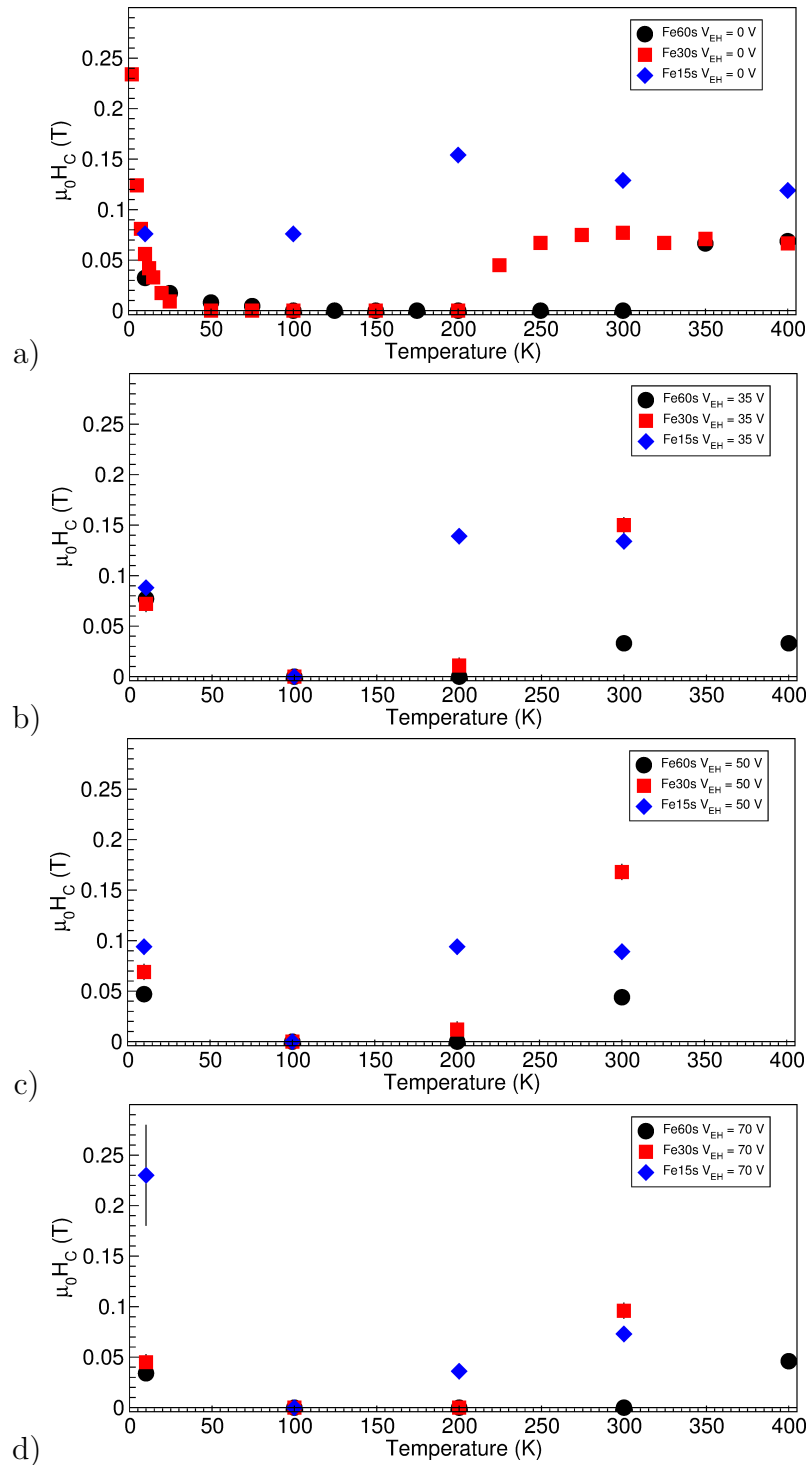 Fe60s V_EH = 0 V
Fe30s V_EH = 0 V
Fe15s V_EH = 0 V
0.25
0.2
0.15
0.1
0.05
0
μ₀H_C (T)
0 50 100 150 200 250 300 350 400
Temperature (K)
a)
Fe60s V_EH = 35 V
Fe30s V_EH = 35 V
Fe15s V_EH = 35 V
0.25
0.2
0.15
0.1
0.05
0
μ₀H_C (T)
50 100 150 200 250 300 350 400
Temperature (K)
b)
Fe60s V_EH = 50 V
Fe30s V_EH = 50 V
Fe15s V_EH = 50 V
0.25
0.2
0.15
0.1
0.05
0
μ₀H_C (T)
50 100 150 200 250 300 350 400
Temperature (K)
c)
Fe60s V_EH = 70 V
Fe30s V_EH = 70 V
Fe15s V_EH = 70 V
0.25
0.2
0.15
0.1
0.05
0
μ₀H_C (T)
0 50 100 150 200 250 300 350 400
Temperature (K)
d)